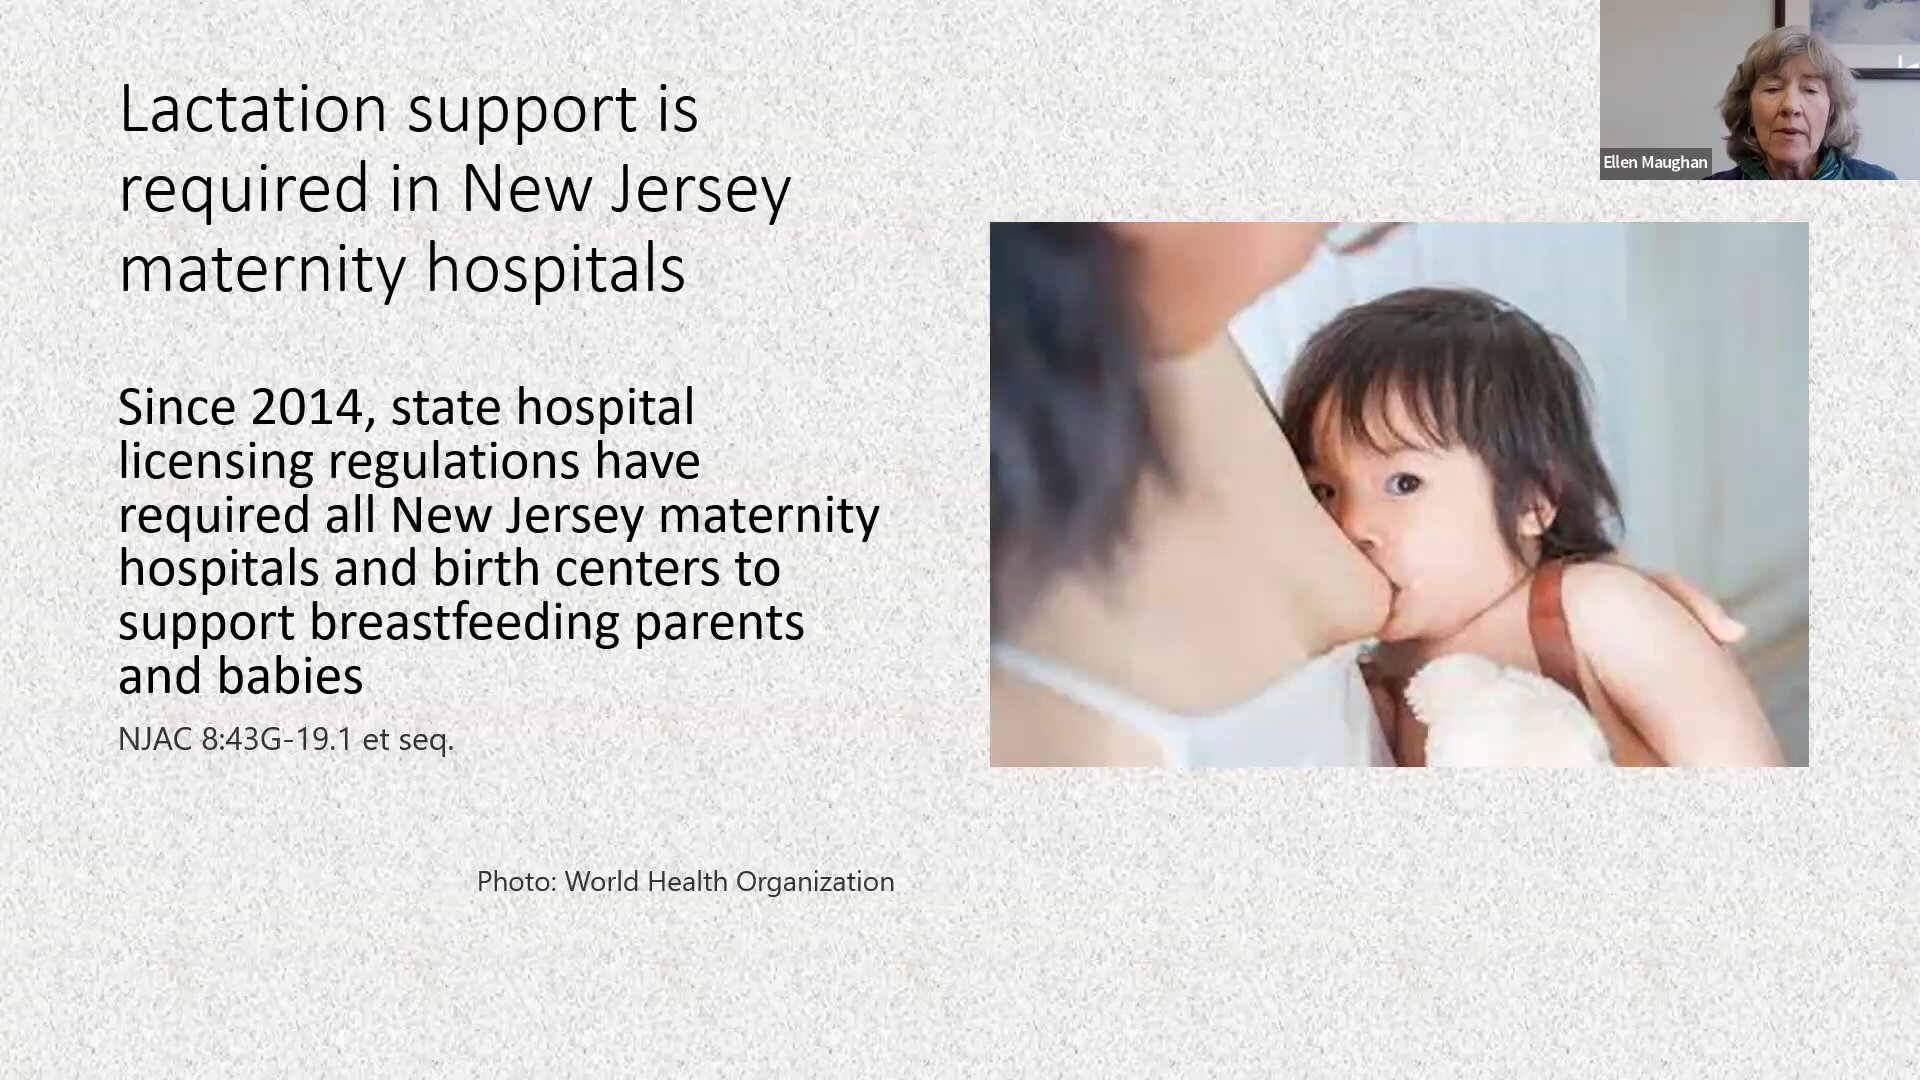 Lactation support is
required in New Jersey
maternity hospitals
Since 2014, state hospital
licensing regulations have
required all New Jersey maternity
hospitals and birth centers to
support breastfeeding parents
and babies
NJAC 8:43G-19.1 et seq.
Photo: World Health Organization
Ellen Maughan